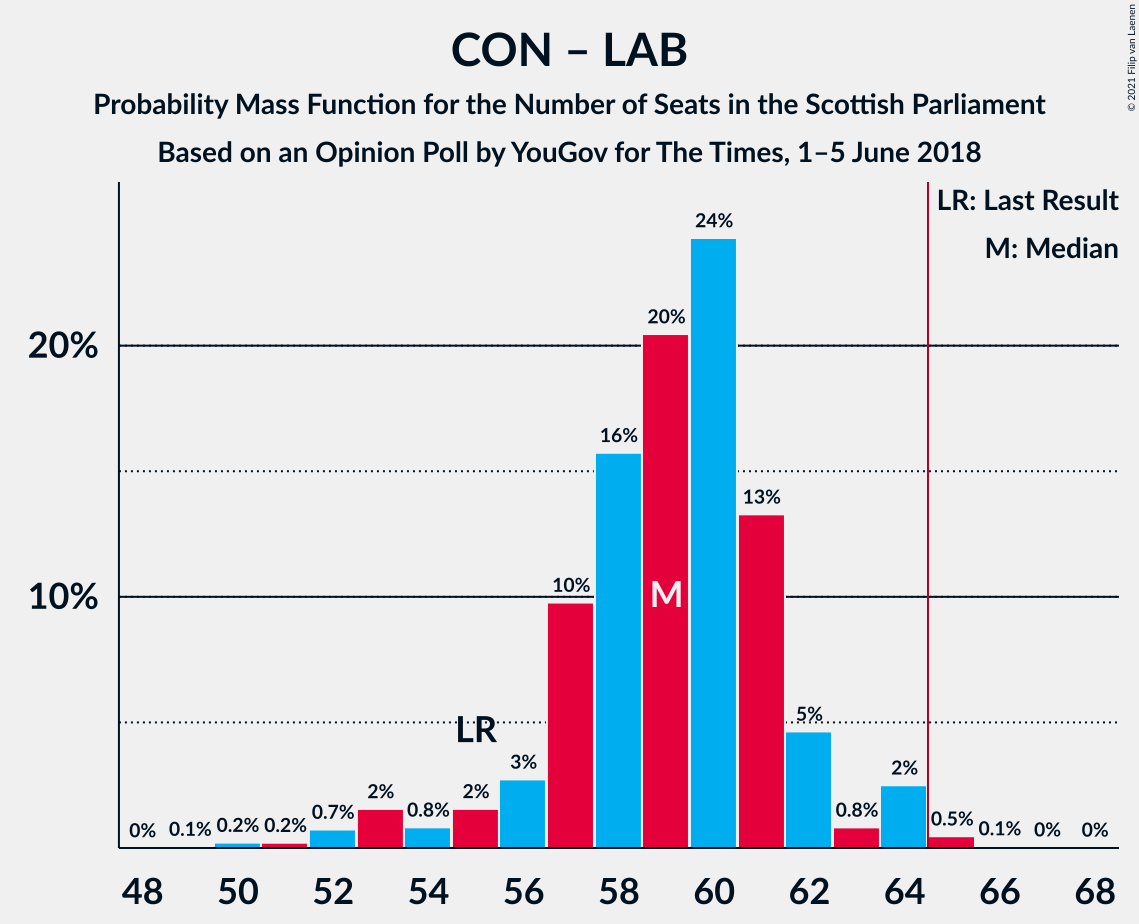 CON – LAB
Probability Mass Function for the Number of Seats in the Scottish Parliament
Based on an Opinion Poll by YouGov for The Times, 1–5 June 2018
© 2021 Filip van Laenen
LR: Last Result
M: Median
20%
10%
0%
0.1%
0.2%
0.2%
0.7%
2%
0.8%
2%
LR
3%
10%
16%
20%
M
24%
13%
5%
0.8%
2%
0.5%
0.1%
0%
0%
48 50 52 54 56 58 60 62 64 66 68